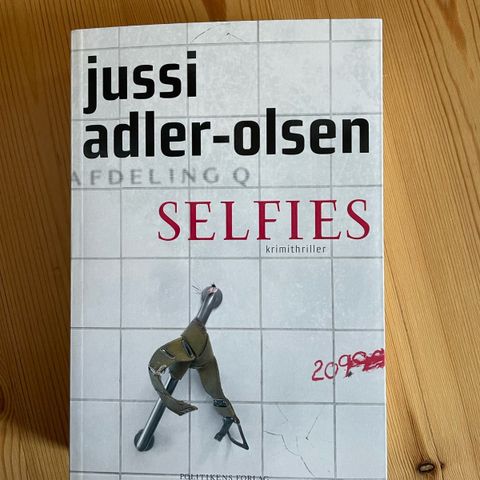 jussi
adler-olsen
AFDELING Q
SELFIES
krimithriller
POLITIKENS FORLAG